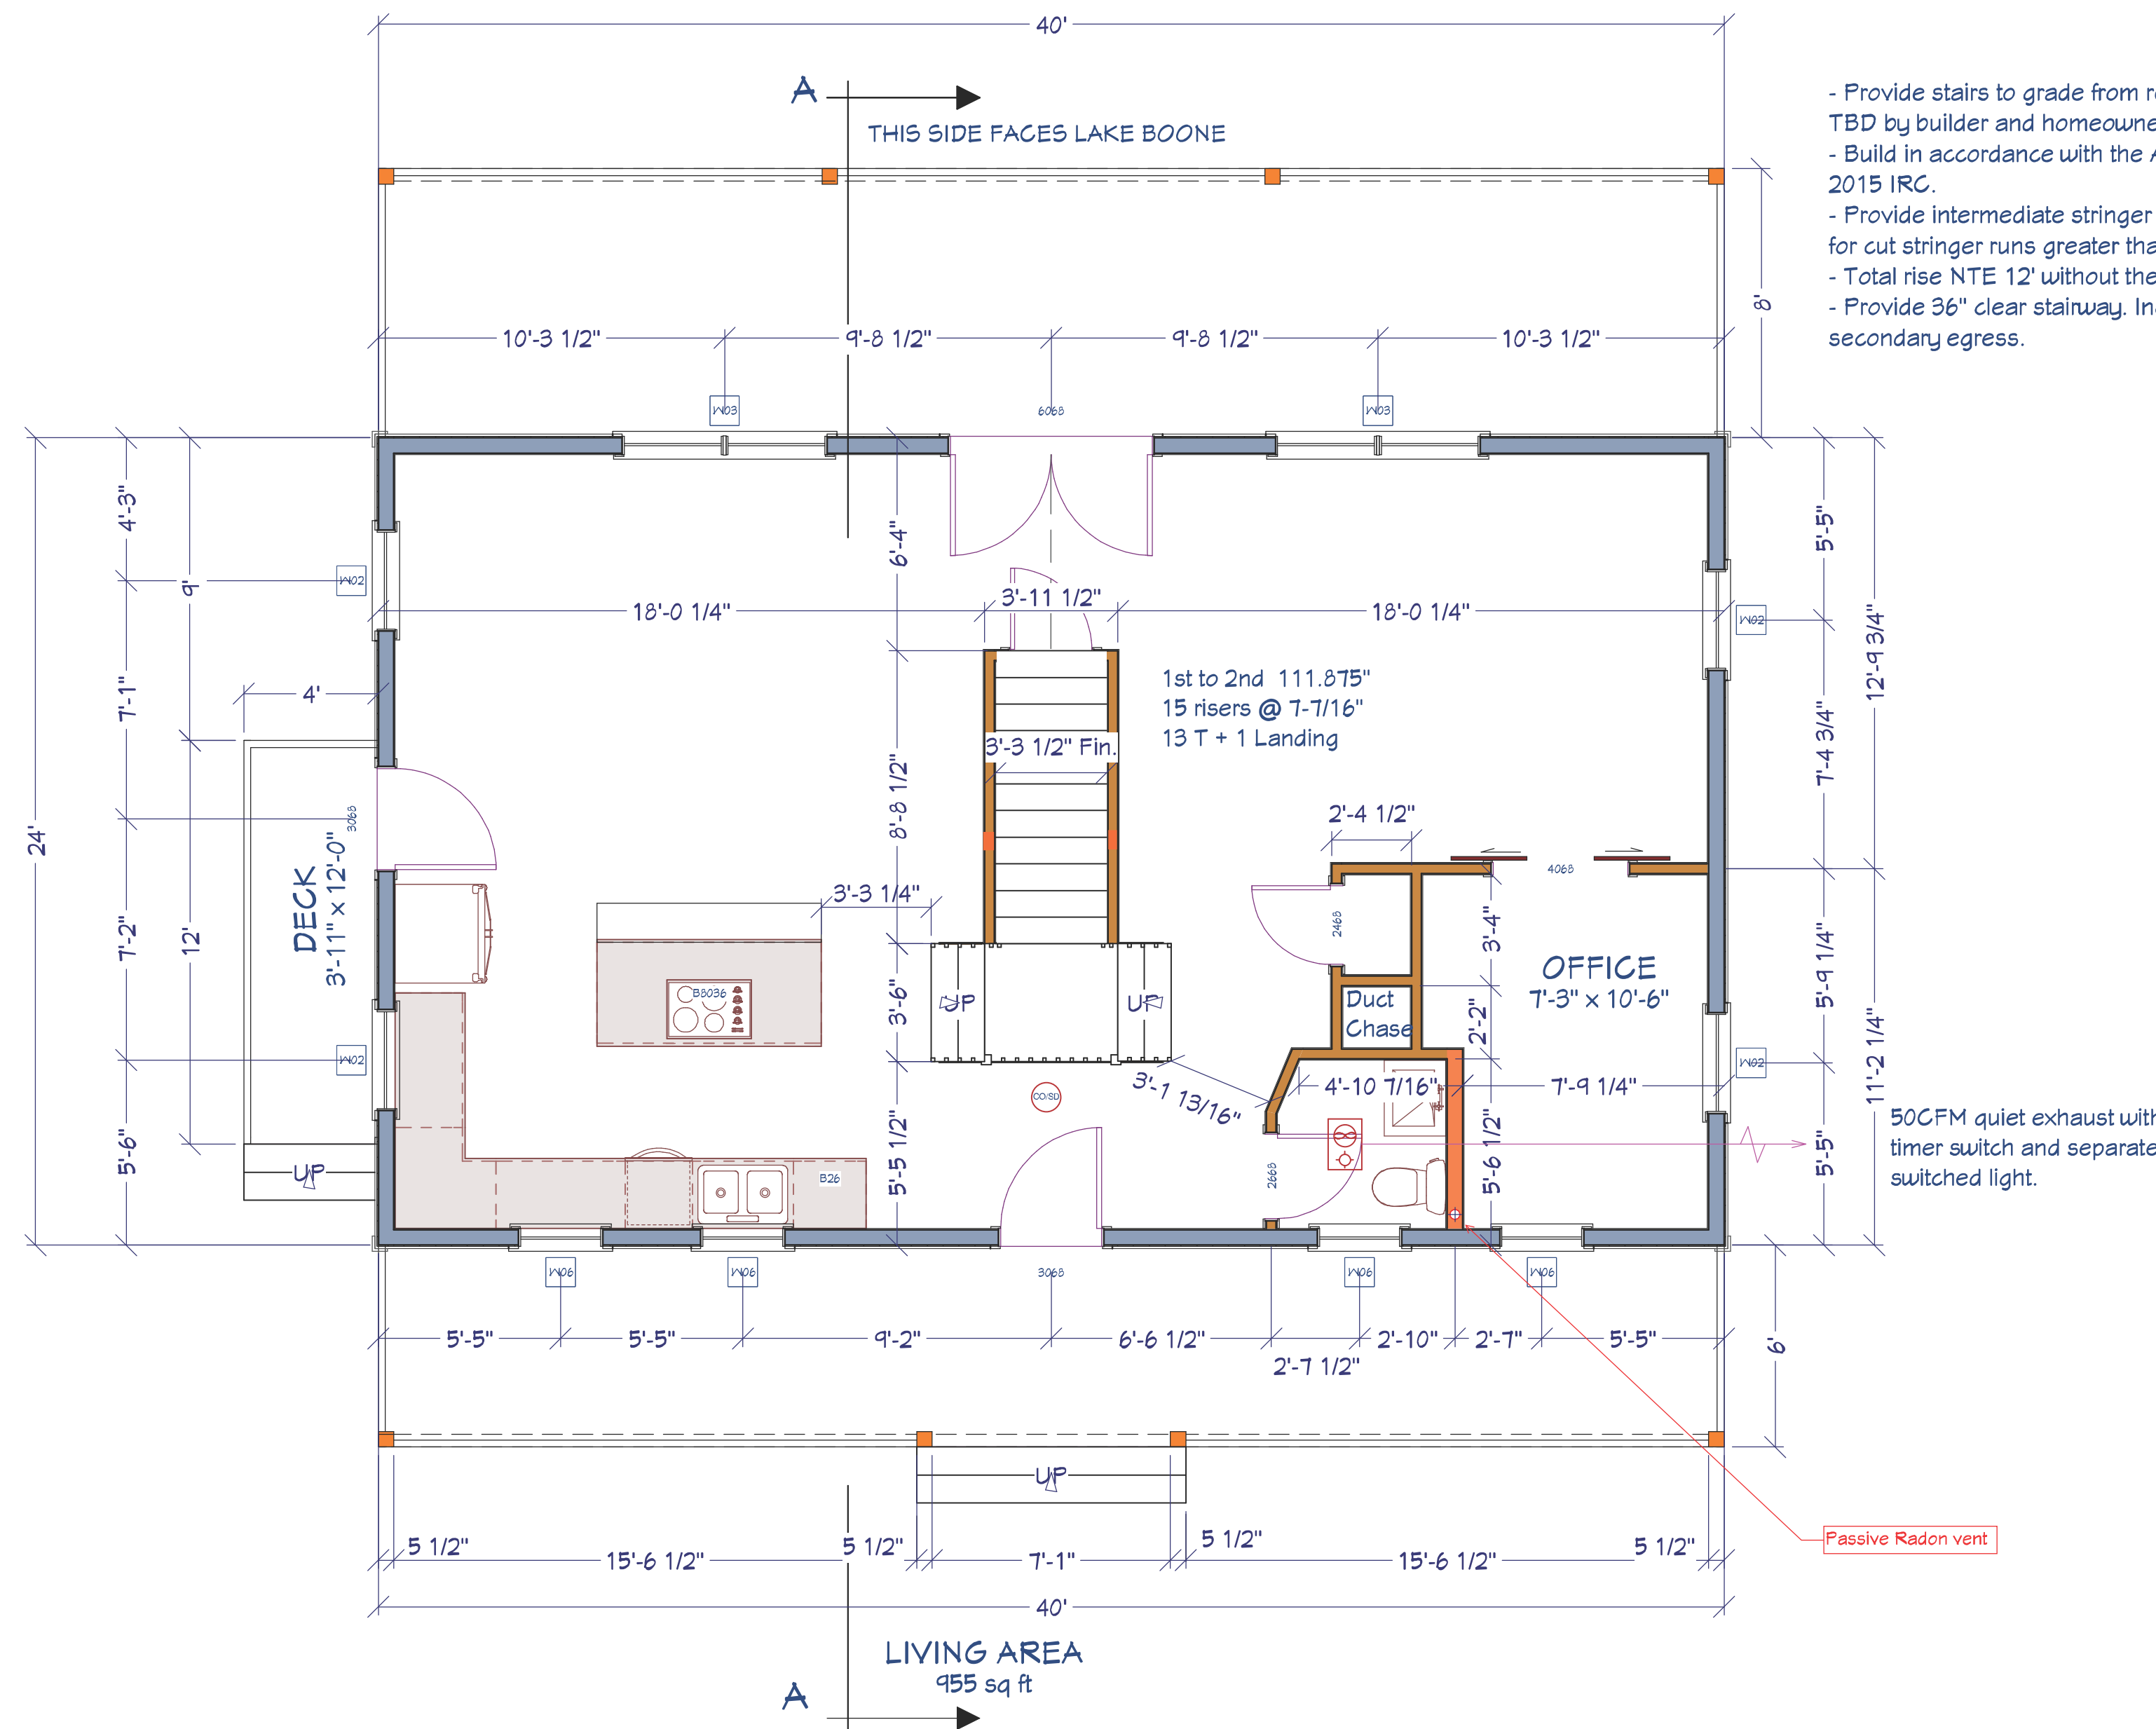 40'
A
THIS SIDE FACES LAKE BOONE
- Provide stairs to grade from
TBD by builder and
- Build in accordance with the
2015 IRC.
- Provide intermediate stringer
for cut stringer runs greater
- Total rise NTE 12' without the
- Provide 36" clear stairway.
secondary egress.
8'
10'-3 1/2"
9'-8 1/2"
9'-8 1/2"
10'-3 1/2"
W03
6068
W03
24'
4'-3"
7'-1"
7'-2"
5'-6"
9'
12'
W02
W02
4'
DECK
3'-11" x 12'-0"
3068
UP
6'-4"
8'-8 1/2"
3'-6"
5'-5 1/2"
18'-0 1/4"
3'-11 1/2"
18'-0 1/4"
1st to 2nd 111.875"
15 risers @ 7-7/16"
13 T + 1 Landing
3'-3 1/2" Fin.
3'-3 1/4"
B8036
UP
UP
2'-4 1/2"
2468
4068
OFFICE
7'-3" x 10'-6"
Duct
Chase
3'-4"
2'-2"
5'-6 1/2"
4'-10 7/16"
7'-9 1/4"
3'-1 13/16"
CO/SD
2668
B26
W02
W02
5'-5"
7'-4 3/4"
5'-9 1/4"
5'-5"
12'-9 3/4"
11'-2 1/4"
50CFM quiet exhaust with
timer switch and separate
switched light.
W06
W06
3068
W06
W06
5'-5"
5'-5"
9'-2"
6'-6 1/2"
2'-7 1/2"
2'-10"
2'-7"
5'-5"
6'
UP
5 1/2"
15'-6 1/2"
5 1/2"
7'-1"
5 1/2"
15'-6 1/2"
5 1/2"
Passive Radon vent
40'
LIVING AREA
955 sq ft
A